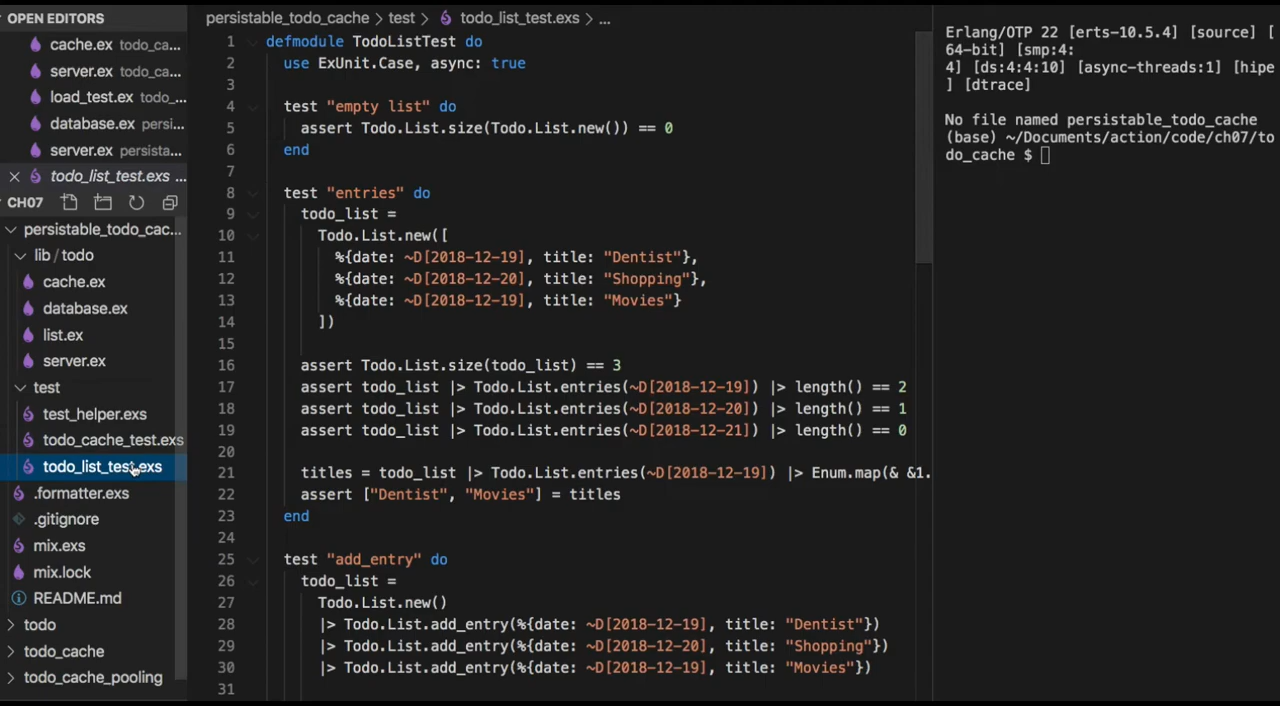 OPEN EDITORS
cache.ex todo_ca...
server.ex todo_ca...
load_test.ex todo_...
database.ex persi...
server.ex persista...
todo_list_test.exs ...
CH07
persistable_todo_cac...
lib / todo
cache.ex
database.ex
list.ex
server.ex
test
test_helper.exs
todo_cache_test.exs
todo_list_test.exs
.formatter.exs
.gitignore
mix.exs
mix.lock
README.md
todo
todo_cache
todo_cache_pooling
persistable_todo_cache > test > todo_list_test.exs > ...
1 defmodule TodoListTest do
2 use ExUnit.Case, async: true
3
4 test "empty list" do
5 assert Todo.List.size(Todo.List.new()) == 0
6 end
7
8 test "entries" do
9 todo_list =
10 Todo.List.new([
11 %{date: ~D[2018-12-19], title: "Dentist"},
12 %{date: ~D[2018-12-20], title: "Shopping"},
13 %{date: ~D[2018-12-19], title: "Movies"}
14 ])
15
16 assert Todo.List.size(todo_list) == 3
17 assert todo_list |> Todo.List.entries(~D[2018-12-19]) |> length() == 2
18 assert todo_list |> Todo.List.entries(~D[2018-12-20]) |> length() == 1
19 assert todo_list |> Todo.List.entries(~D[2018-12-21]) |> length() == 0
20
21 titles = todo_list |> Todo.List.entries(~D[2018-12-19]) |> Enum.map(& &1.
22 assert ["Dentist", "Movies"] = titles
23 end
24
25 test "add_entry" do
26 todo_list =
27 Todo.List.new()
28 |> Todo.List.add_entry(%{date: ~D[2018-12-19], title: "Dentist"})
29 |> Todo.List.add_entry(%{date: ~D[2018-12-20], title: "Shopping"})
30 |> Todo.List.add_entry(%{date: ~D[2018-12-19], title: "Movies"})
31
Erlang/OTP 22 [erts-10.5.4] [source] [
64-bit] [smp:4:
4] [ds:4:4:10] [async-threads:1] [hipe
] [dtrace]
No file named persistable_todo_cache
(base) ~/Documents/action/code/ch07/to
do_cache $